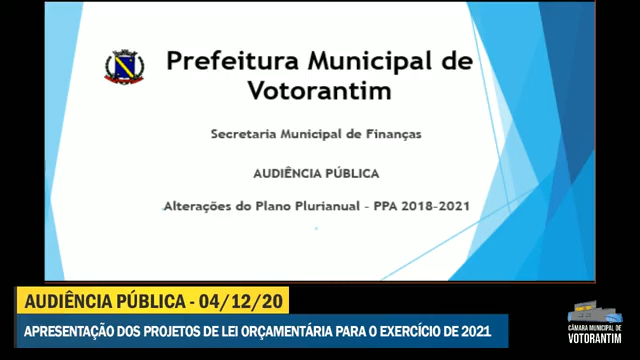 Prefeitura Municipal de
Votorantim
Secretaria Municipal de Finanças
AUDIÊNCIA PÚBLICA
Alterações do Plano Plurianual - PPA 2018-2021
AUDIÊNCIA PÚBLICA - 04/12/20
APRESENTAÇÃO DOS PROJETOS DE LEI ORÇAMENTÁRIA PARA O EXERCÍCIO DE 2021
CÂMARA MUNICIPAL DE
VOTORANTIM